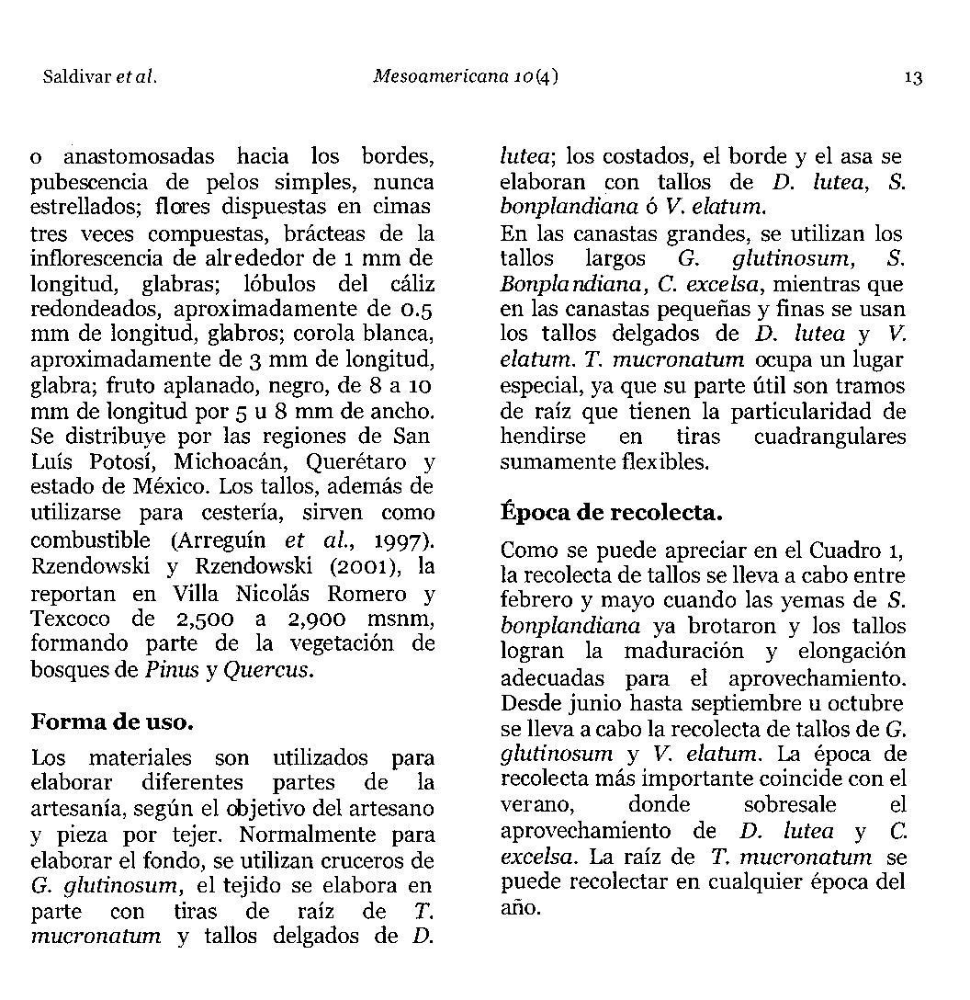 Saldivar et al. Mesoamericana 10(4) 13
o anastomosadas hacia los bordes,
pubescencia de pelos simples, nunca
estrellados; flores dispuestas en cimas
tres veces compuestas, brácteas de la
inflorescencia de alrededor de 1 mm de
longitud, glabras; lóbulos del cáliz
redondeados, aproximadamente de 0.5
mm de longitud, glabros; corola blanca,
aproximadamente de 3 mm de longitud,
glabra; fruto aplanado, negro, de 8 a 10
mm de longitud por 5 u 8 mm de ancho.
Se distribuye por las regiones de San
Luís Potosí, Michoacán, Querétaro y
estado de México. Los tallos, además de
utilizarse para cestería, sirven como
combustible (Arreguín et al., 1997).
Rzendowski y Rzendowski (2001), la
reportan en Villa Nicolás Romero y
Texcoco de 2,500 a 2,900 msnm,
formando parte de la vegetación de
bosques de Pinus y Quercus.
Forma de uso.
Los materiales son utilizados para
elaborar diferentes partes de la
artesanía, según el objetivo del artesano
y pieza por tejer. Normalmente para
elaborar el fondo, se utilizan cruceros de
G. glutinosum, el tejido se elabora en
parte con tiras de raíz de T.
mucronatum y tallos delgados de D.
lutea; los costados, el borde y el asa se
elaboran con tallos de D. lutea, S.
bonplandiana ó V. elatum.
En las canastas grandes, se utilizan los
tallos largos G. glutinosum, S.
Bonplandiana, C. excelsa, mientras que
en las canastas pequeñas y finas se usan
los tallos delgados de D. lutea y V.
elatum. T. mucronatum ocupa un lugar
especial, ya que su parte útil son tramos
de raíz que tienen la particularidad de
hendirse en tiras cuadrangulares
sumamente flexibles.
Época de recolecta.
Como se puede apreciar en el Cuadro 1,
la recolecta de tallos se lleva a cabo entre
febrero y mayo cuando las yemas de S.
bonplandiana ya brotaron y los tallos
logran la maduración y elongación
adecuadas para el aprovechamiento.
Desde junio hasta septiembre u octubre
se lleva a cabo la recolecta de tallos de G.
glutinosum y V. elatum. La época de
recolecta más importante coincide con el
verano, donde sobresale el
aprovechamiento de D. lutea y C.
excelsa. La raíz de T. mucronatum se
puede recolectar en cualquier época del
año.